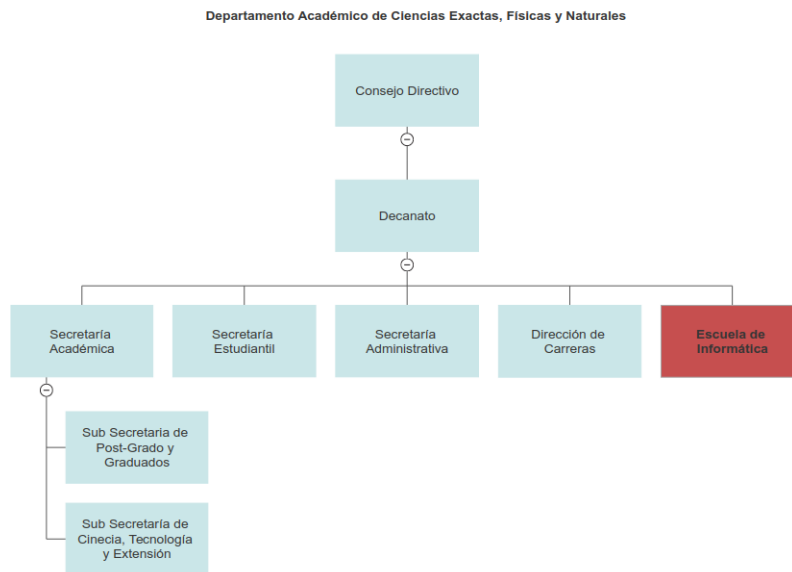 Departamento Académico de Ciencias Exactas, Físicas y Naturales
Consejo Directivo
Decanato
Secretaría
Académica
Secretaría
Estudiantil
Secretaría
Administrativa
Dirección de
Carreras
Escuela de
Informática
Sub Secretaria de
Post-Grado y
Graduados
Sub Secretaría de
Cinecia, Tecnología
y Extensión